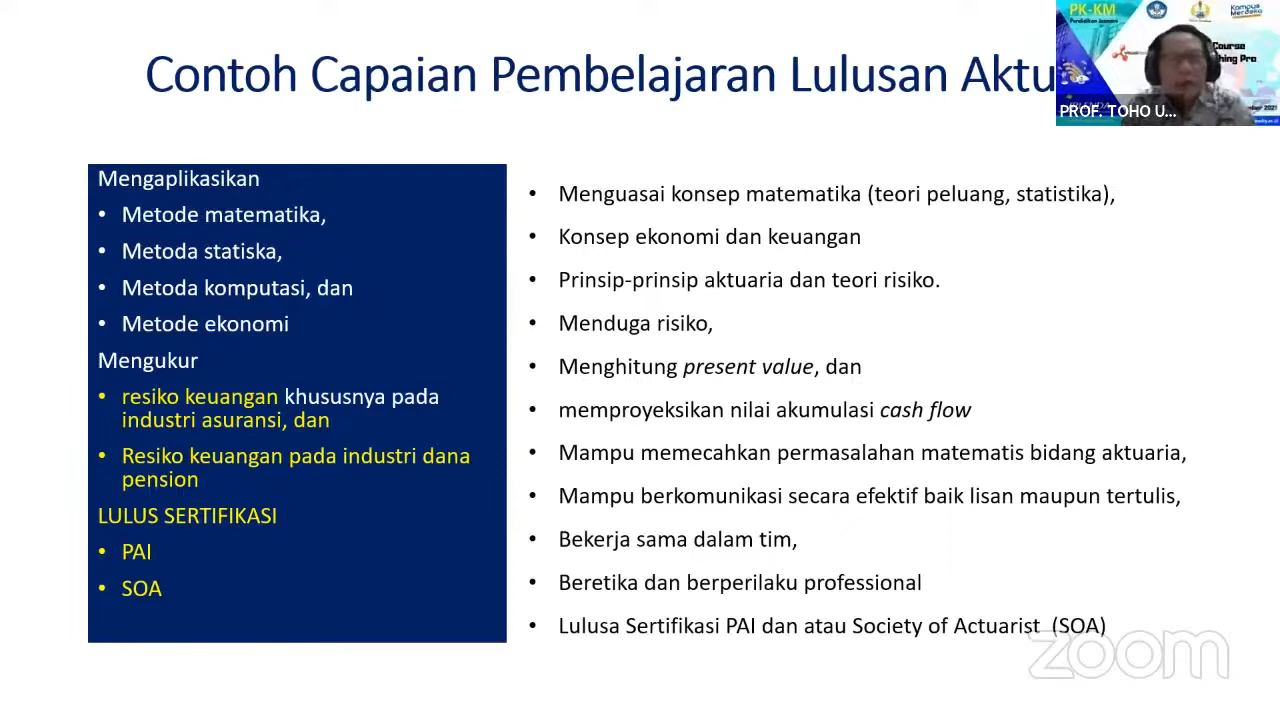 Contoh Capaian Pembelajaran Lulusan Aktu
PK-KM
Kampus
Merdeka
Course
PROF. TOHO U...
Mengaplikasikan
• Metode matematika,
• Metoda statiska,
• Metoda komputasi, dan
• Metode ekonomi
Mengukur
• resiko keuangan khususnya pada
industri asuransi, dan
• Resiko keuangan pada industri dana
pension
LULUS SERTIFIKASI
• PAI
• SOA
• Menguasai konsep matematika (teori peluang, statistika),
• Konsep ekonomi dan keuangan
• Prinsip-prinsip aktuaria dan teori risiko.
• Menduga risiko,
• Menghitung present value, dan
• memproyeksikan nilai akumulasi cash flow
• Mampu memecahkan permasalahan matematis bidang aktuaria,
• Mampu berkomunikasi secara efektif baik lisan maupun tertulis,
• Bekerja sama dalam tim,
• Beretika dan berperilaku professional
• Lulusa Sertifikasi PAI dan atau Society of Actuarist (SOA)
zoom